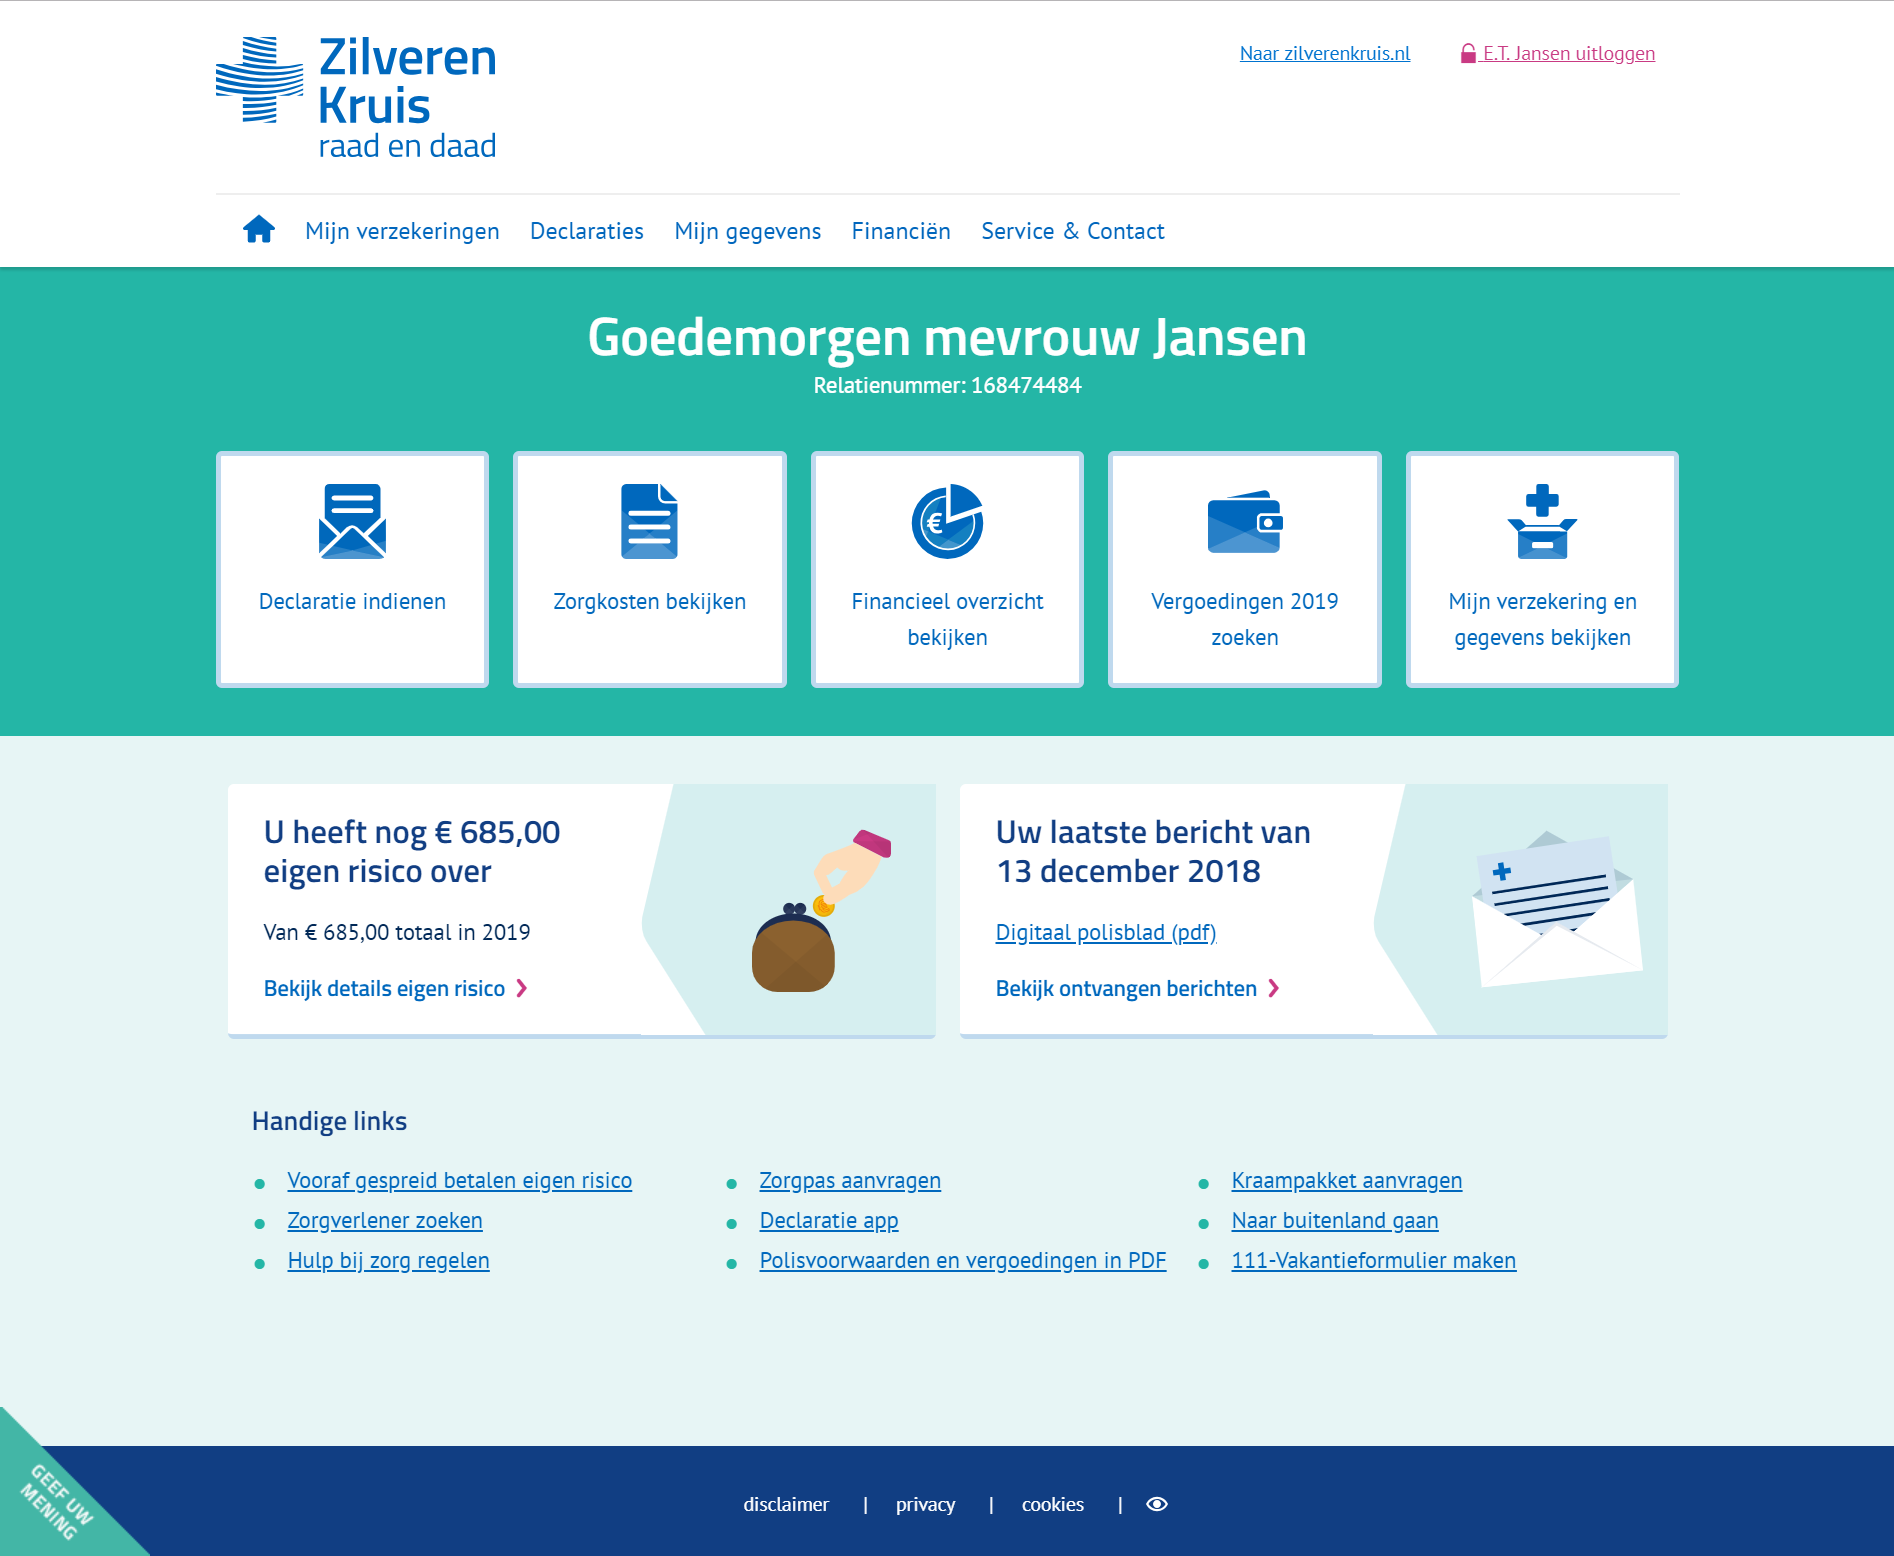 Zilveren
Kruis
raad en daad
Naar zilverenkruis.nl
E.T. Jansen uitloggen
Mijn verzekeringen
Declaraties
Mijn gegevens
Financiën
Service & Contact
Goedemorgen mevrouw Jansen
Relatienummer: 168474484
Declaratie indienen
Zorgkosten bekijken
€
Financieel overzicht
bekijken
Vergoedingen 2019
zoeken
Mijn verzekering en
gegevens bekijken
U heeft nog € 685,00
eigen risico over
Van € 685,00 totaal in 2019
Bekijk details eigen risico
Uw laatste bericht van
13 december 2018
Digitaal polisblad (pdf)
Bekijk ontvangen berichten
Handige links
Vooraf gespreid betalen eigen risico
Zorgverlener zoeken
Hulp bij zorg regelen
Zorgpas aanvragen
Declaratie app
Polisvoorwaarden en vergoedingen in PDF
Kraampakket aanvragen
Naar buitenland gaan
111-Vakantieformulier maken
GEEF UW
MENING
disclaimer | privacy | cookies |